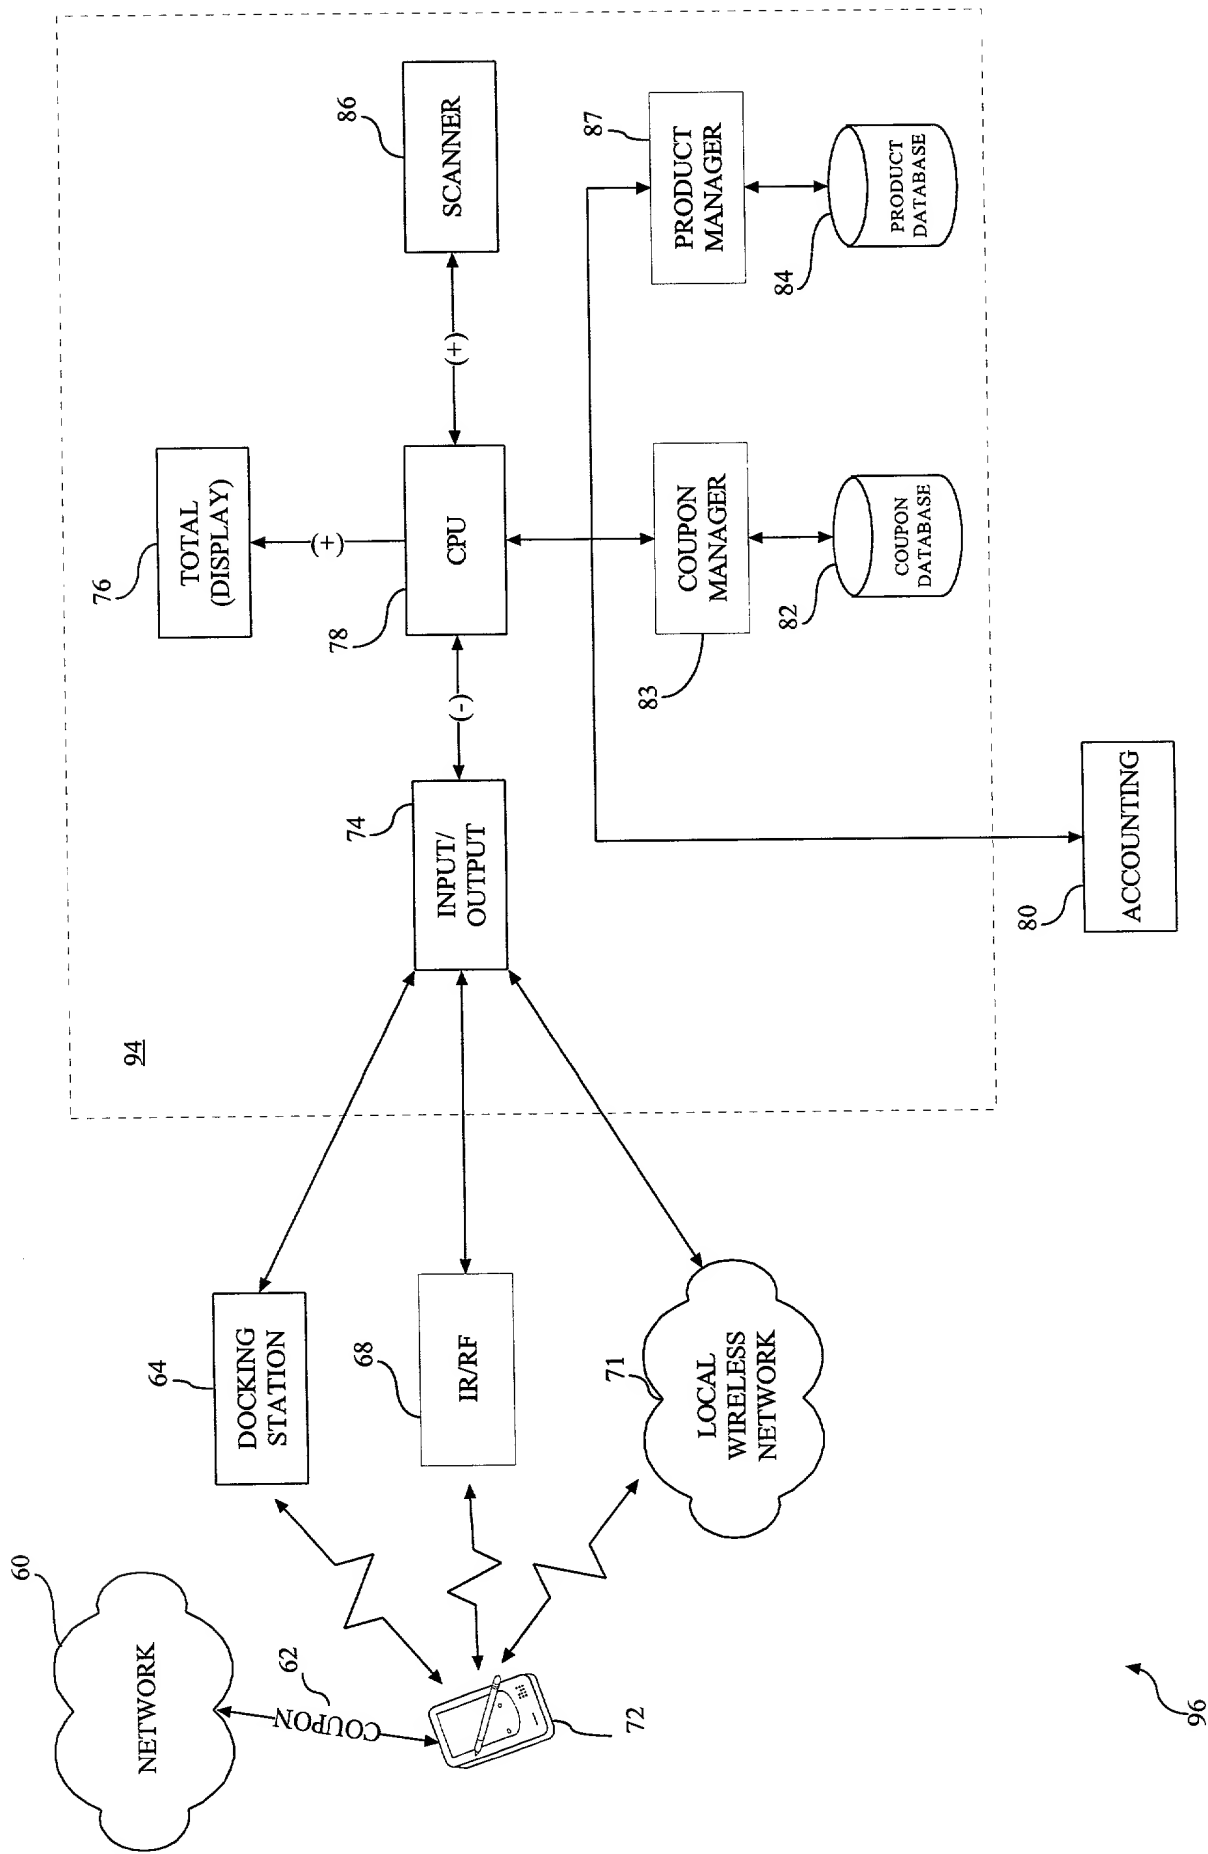 60
NETWORK
62
COUPON
72
64
DOCKING
STATION
68
IR/RF
71
LOCAL
WIRELESS
NETWORK
94
74
INPUT/
OUTPUT
(-)
76
TOTAL
(DISPLAY)
(+)
78
CPU
(+)
86
SCANNER
83
COUPON
MANAGER
82
COUPON
DATABASE
87
PRODUCT
MANAGER
84
PRODUCT
DATABASE
80
ACCOUNTING
96